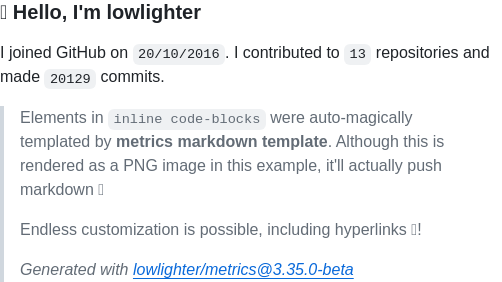 Hello, I'm lowlighter
I joined GitHub on 20/10/2016. I contributed to 13 repositories and
made 20129 commits.
Elements in inline code-blocks were auto-magically
templated by metrics markdown template. Although this is
rendered as a PNG image in this example, it'll actually push
markdown
Endless customization is possible, including hyperlinks !
Generated with lowlighter/metrics@3.35.0-beta